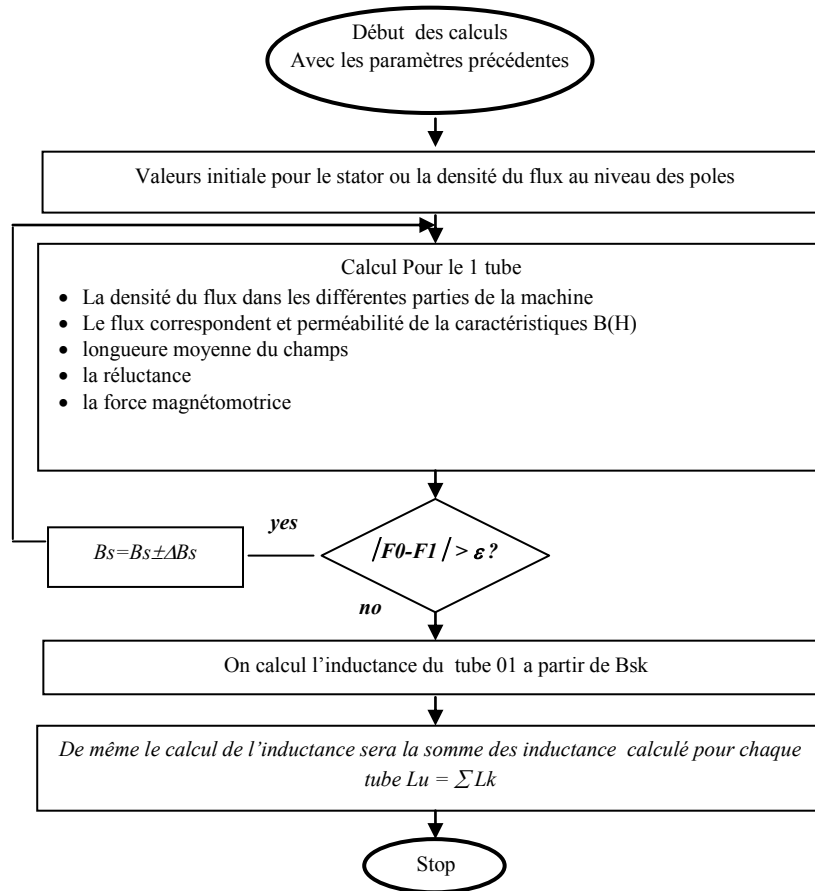 Début des calculs
Avec les paramètres précédentes
Valeurs initiale pour le stator ou la densité du flux au niveau des poles
Calcul Pour le 1 tube
• La densité du flux dans les différentes parties de la machine
• Le flux correspondent et perméabilité de la caractéristiques B(H)
• longueure moyenne du champs
• la réluctance
• la force magnétomotrice
yes
Bs=Bs±ΔBs
/F0-F1/ > ε ?
no
On calcul l’inductance du tube 01 a partir de Bsk
De même le calcul de l’inductance sera la somme des inductance calculé pour chaque
tube Lu = ∑ Lk
Stop